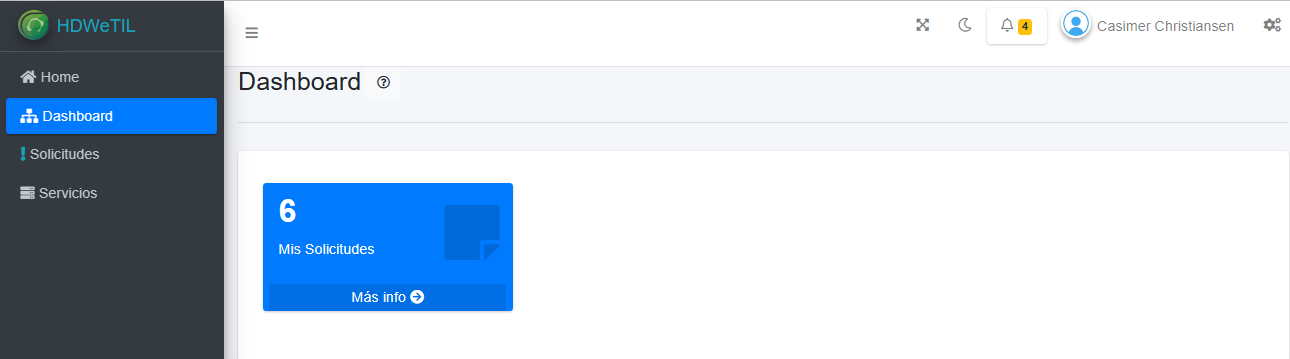 HDWeTIL
4
Casimer Christiansen
Home
Dashboard
Solicitudes
Servicios
Dashboard
6
Mis Solicitudes
Más info